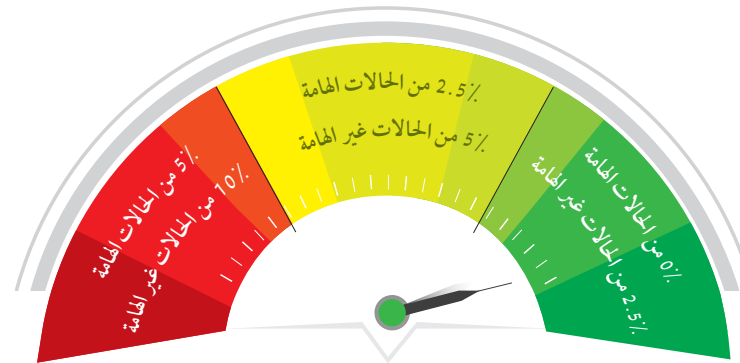 ٪5 من الحالات الهامة
٪10 من الحالات غير الهامة
٪2.5 من الحالات الهامة
٪5 من الحالات غير الهامة
٪0 من الحالات الهامة
٪2.5 من الحالات غير الهامة